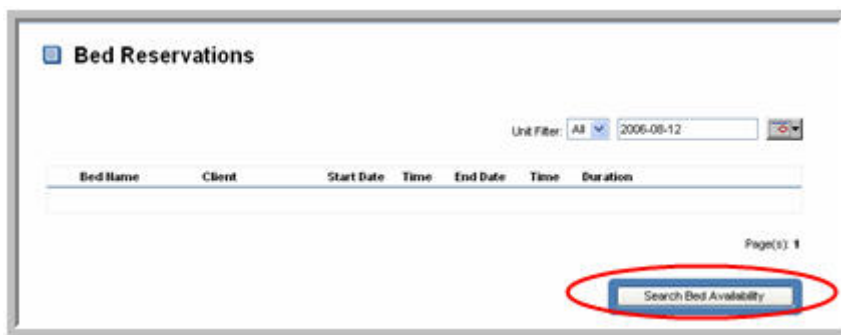 Bed Reservations
Unit Filter: All 2006-08-12
Bed Name Client Start Date Time End Date Time Duration
Page(s): 1
Search Bed Availability